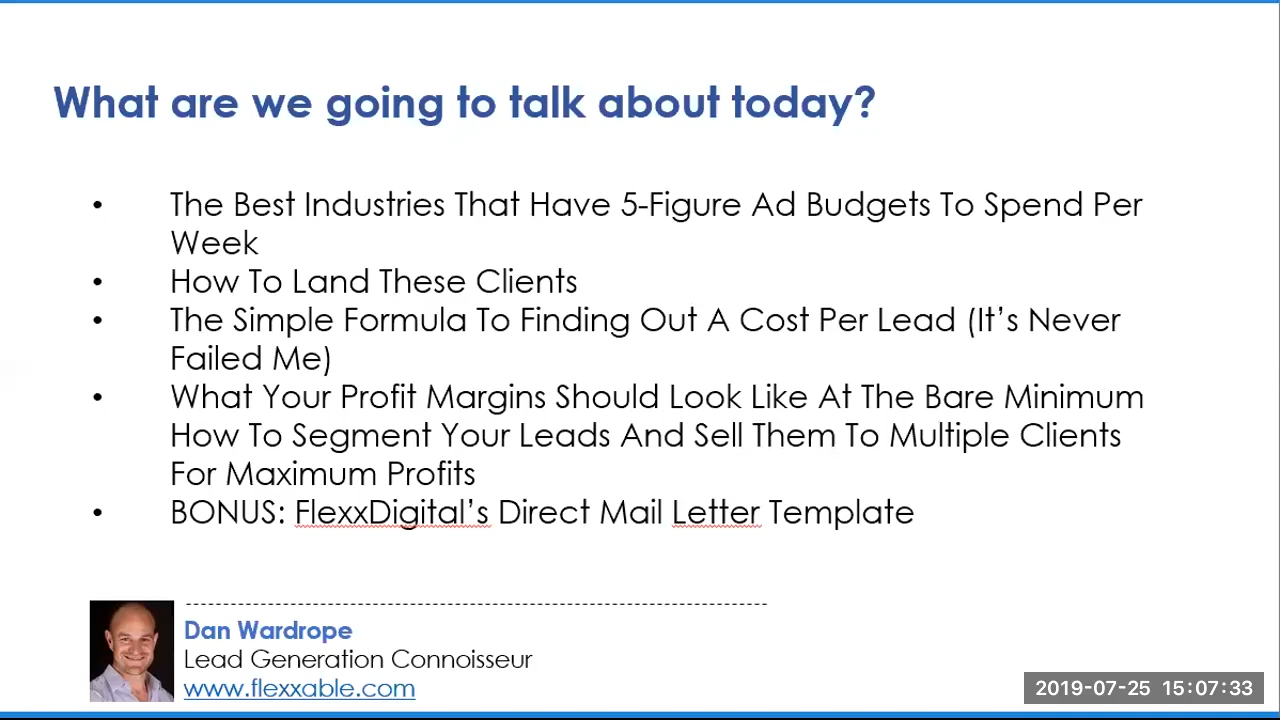 What are we going to talk about today?
• The Best Industries That Have 5-Figure Ad Budgets To Spend Per
Week
• How To Land These Clients
• The Simple Formula To Finding Out A Cost Per Lead (It’s Never
Failed Me)
• What Your Profit Margins Should Look Like At The Bare Minimum
How To Segment Your Leads And Sell Them To Multiple Clients
For Maximum Profits
• BONUS: FlexxDigital’s Direct Mail Letter Template
Dan Wardrope
Lead Generation Connoisseur
www.flexxable.com
2019-07-25 15:07:33